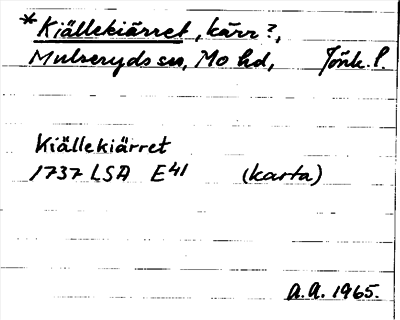 *Kiällekiärret, kärr?,
Mulseryds sn, Mo hd, Jönk. l.
Kiällekiärret
1737 LSA E41 (karta)
A.A. 1965.